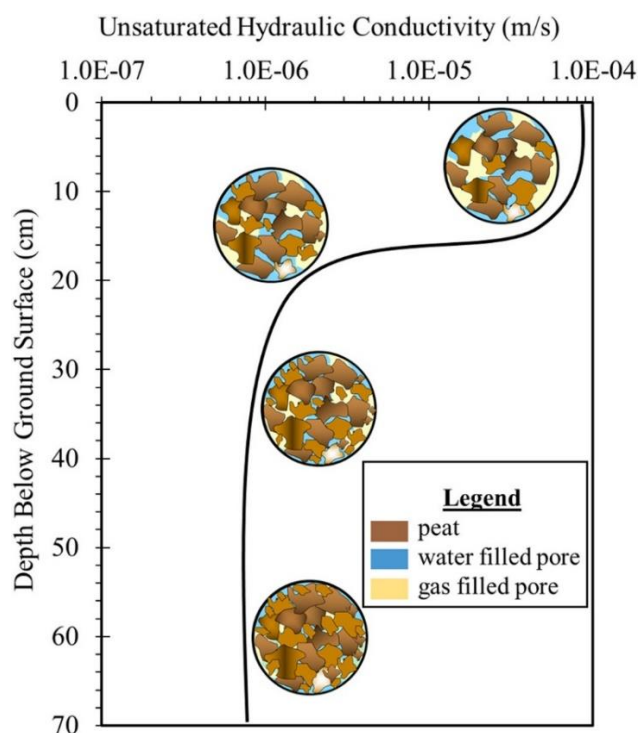 Unsaturated Hydraulic Conductivity (m/s)
1.0E-07 1.0E-06 1.0E-05 1.0E-04
0
10
20
30
40
50
60
70
Depth Below Ground Surface (cm)
Legend
peat
water filled pore
gas filled pore